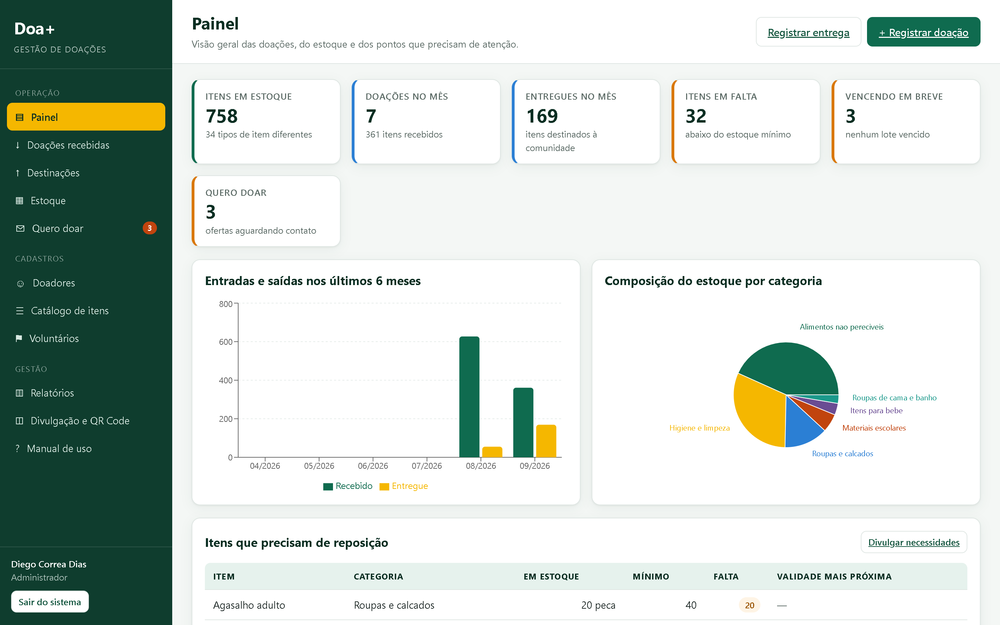 Doa+
GESTÃO DE DOAÇÕES
OPERAÇÃO
Painel
Doações recebidas
Destinações
Estoque
Quero doar 3
CADASTROS
Doadores
Catálogo de itens
Voluntários
GESTÃO
Relatórios
Divulgação e QR Code
? Manual de uso
Diego Correa Dias
Administrador
Sair do sistema
Painel
Visão geral das doações, do estoque e dos pontos que precisam de atenção.
Registrar entrega
+ Registrar doação
ITENS EM ESTOQUE
758
34 tipos de item diferentes
DOAÇÕES NO MÊS
7
361 itens recebidos
ENTREGUES NO MÊS
169
itens destinados à
comunidade
ITENS EM FALTA
32
abaixo do estoque mínimo
VENCENDO EM BREVE
3
nenhum lote vencido
QUERO DOAR
3
ofertas aguardando contato
Entradas e saídas nos últimos 6 meses
800
600
400
200
0
04/2026 05/2026 06/2026 07/2026 08/2026 09/2026
Recebido Entregue
Composição do estoque por categoria
Alimentos nao pereciveis
Roupas de cama e banho
Itens para bebe
Materiais escolares
Higiene e limpeza
Roupas e calcados
Itens que precisam de reposição
Divulgar necessidades
ITEM CATEGORIA EM ESTOQUE MÍNIMO FALTA VALIDADE MAIS PRÓXIMA
Agasalho adulto Roupas e calcados 20 peca 40 20 —